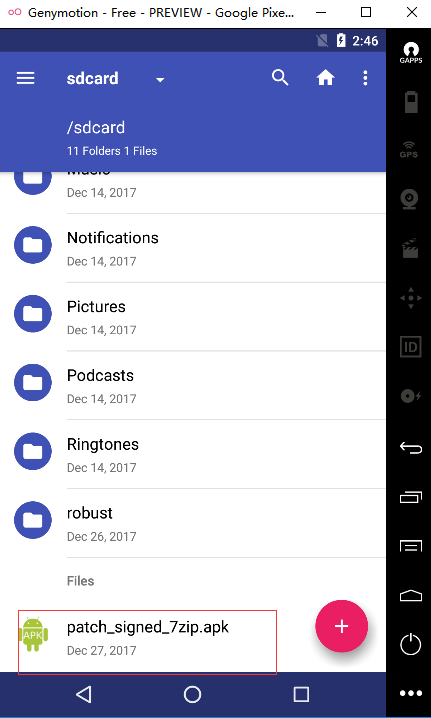 Genymotion - Free - PREVIEW - Google Pixe...
2:46
GAPPS
sdcard
/sdcard
11 Folders 1 Files
Music
Dec 14, 2017
GPS
Notifications
Dec 14, 2017
Pictures
Dec 14, 2017
ID
Podcasts
Dec 14, 2017
Ringtones
Dec 14, 2017
robust
Dec 26, 2017
Files
APK
patch_signed_7zip.apk
Dec 27, 2017